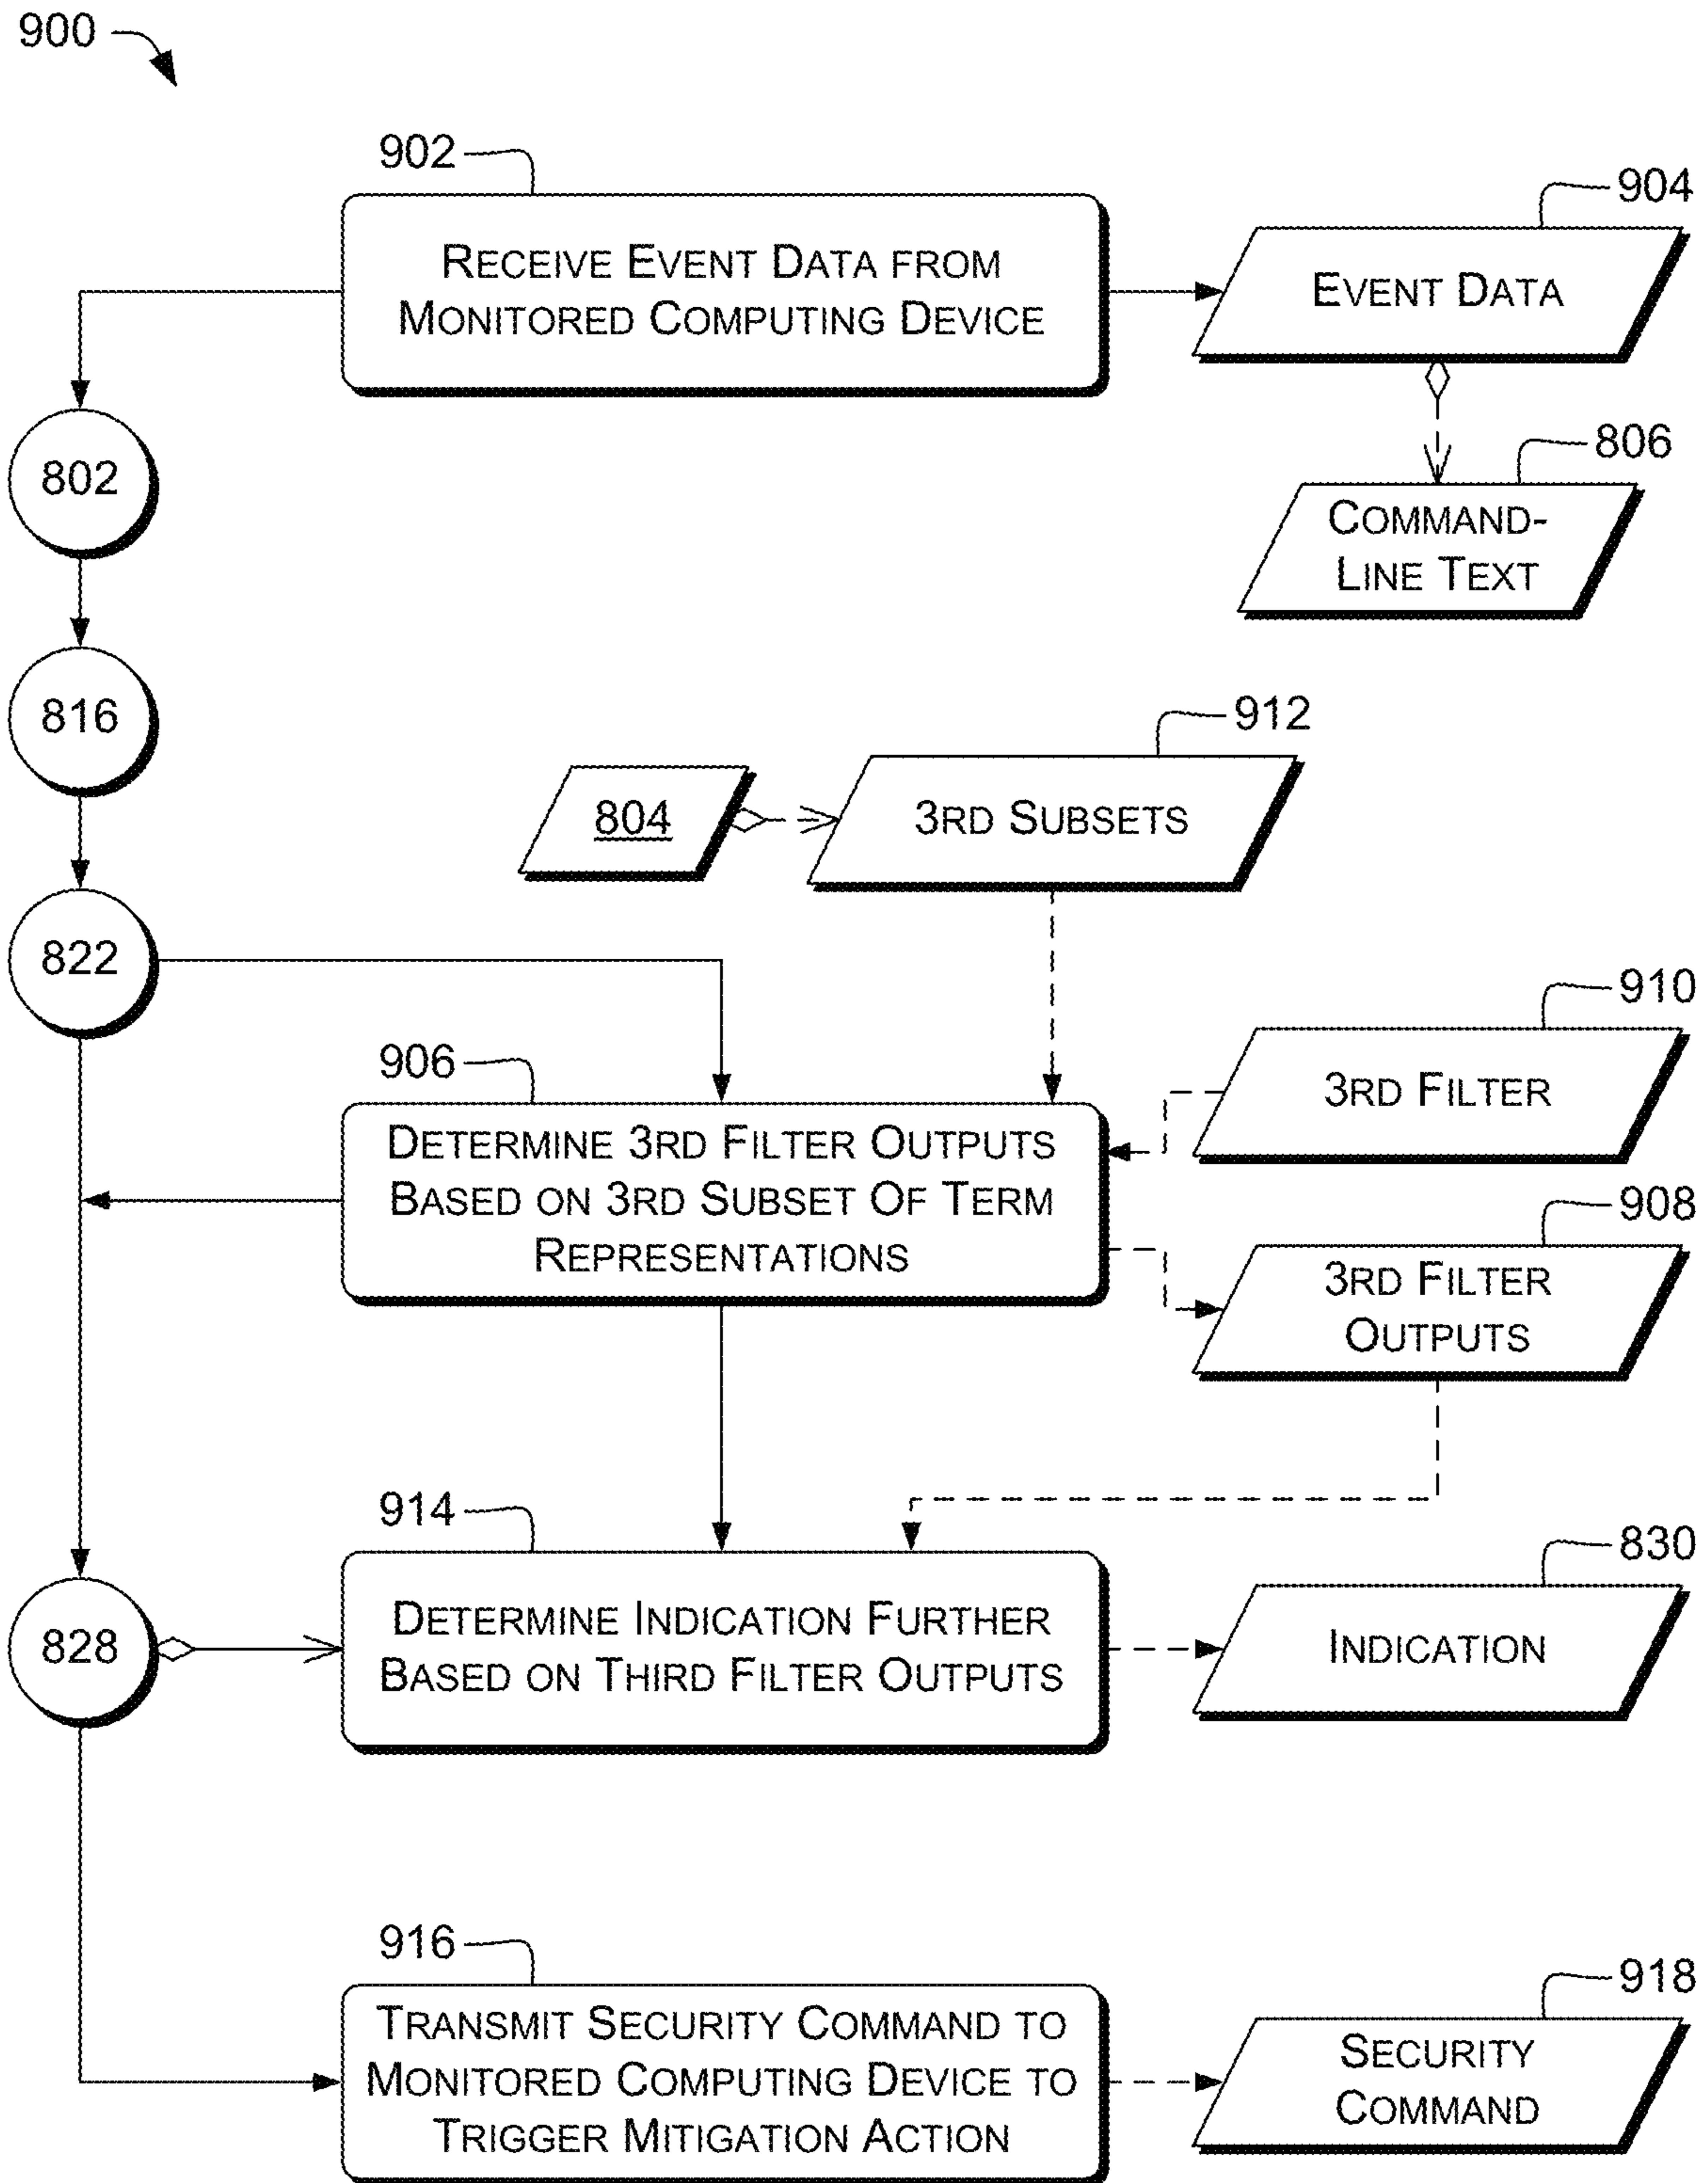 900
902
904
RECEIVE EVENT DATA FROM
MONITORED COMPUTING DEVICE
EVENT DATA
806
802
COMMAND-
LINE TEXT
816
912
804
3RD SUBSETS
822
910
906
3RD FILTER
DETERMINE 3RD FILTER OUTPUTS
BASED ON 3RD SUBSET OF TERM
REPRESENTATIONS
908
3RD FILTER
OUTPUTS
914
830
828
DETERMINE INDICATION FURTHER
BASED ON THIRD FILTER OUTPUTS
INDICATION
916
918
TRANSMIT SECURITY COMMAND TO
MONITORED COMPUTING DEVICE TO
TRIGGER MITIGATION ACTION
SECURITY
COMMAND